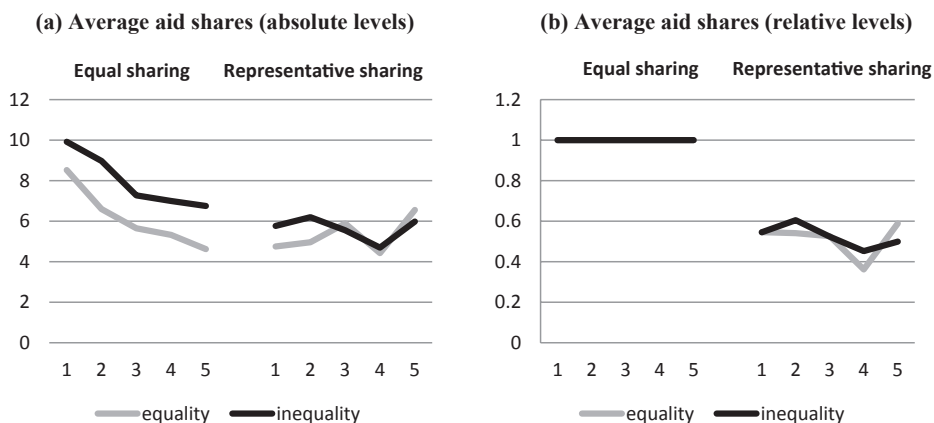 (a) Average aid shares (absolute levels)
Equal sharing Representative sharing
12
10
8
6
4
2
0
1 2 3 4 5 1 2 3 4 5
equality inequality
(b) Average aid shares (relative levels)
Equal sharing Representative sharing
1.2
1
0.8
0.6
0.4
0.2
0
1 2 3 4 5 1 2 3 4 5
equality inequality